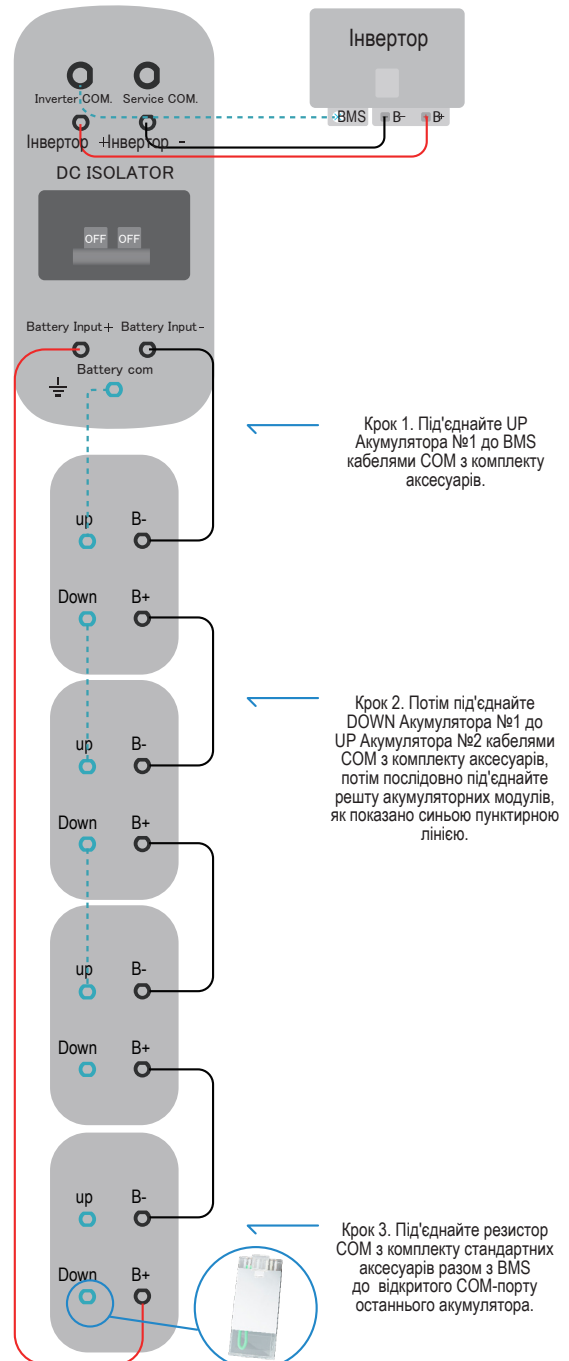 Інвертор
Inverter COM. Service COM.
BMS B- B+
Інвертор + Інвертор -
DC ISOLATOR
OFF OFF
Battery Input+ Battery Input-
Battery com
Крок 1. Під'єднайте UP
Акумулятора №1 до BMS
кабелями COM з комплекту
аксесуарів.
up B-
Down B+
Крок 2. Потім під'єднайте
DOWN Акумулятора №1 до
UP Акумулятора №2 кабелями
COM з комплекту аксесуарів,
потім послідовно під'єднайте
решту акумуляторних модулів,
як показано синьою пунктирною
лінією.
up B-
Down B+
up B-
Down B+
up B-
Down B+
Крок 3. Під'єднайте резистор
COM з комплекту стандартних
аксесуарів разом з BMS
до відкритого COM-порту
останнього акумулятора.